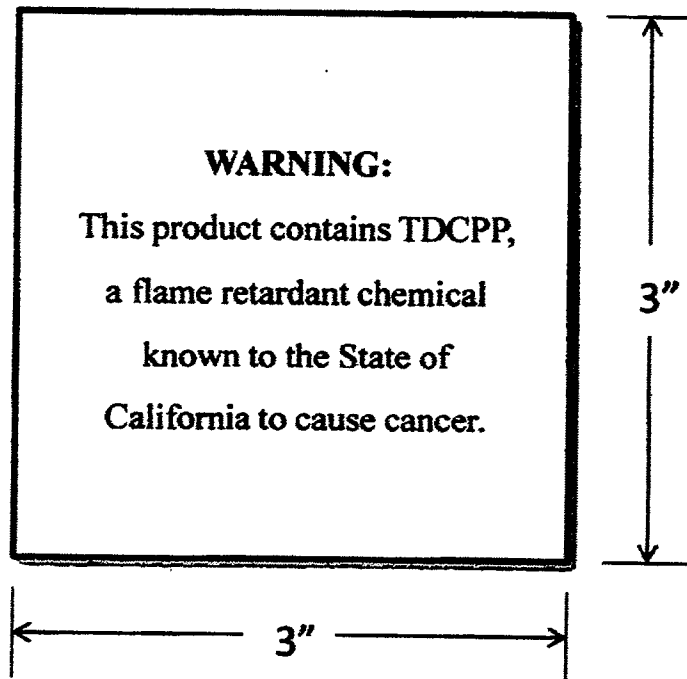 WARNING:
This product contains TDCPP,
a flame retardant chemical
known to the State of
California to cause cancer.
3"
3"